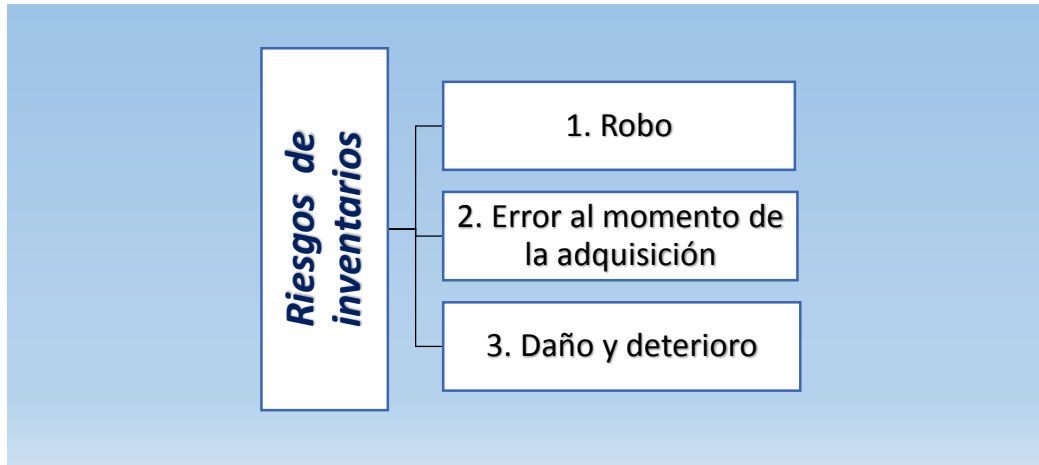 Riesgos de
inventarios
1. Robo
2. Error al momento de
la adquisición
3. Daño y deterioro